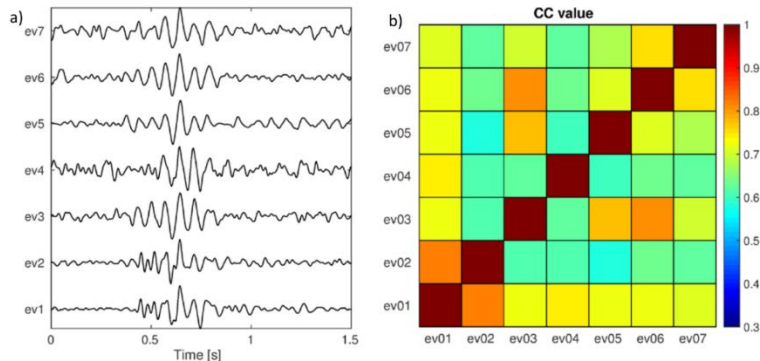 a)
ev7
ev6
ev5
ev4
ev3
ev2
ev1
0 0.5 1 1.5
Time [s]
b)
CC value
ev07
ev06
ev05
ev04
ev03
ev02
ev01
ev01 ev02 ev03 ev04 ev05 ev06 ev07
1
0.9
0.8
0.7
0.6
0.5
0.4
0.3